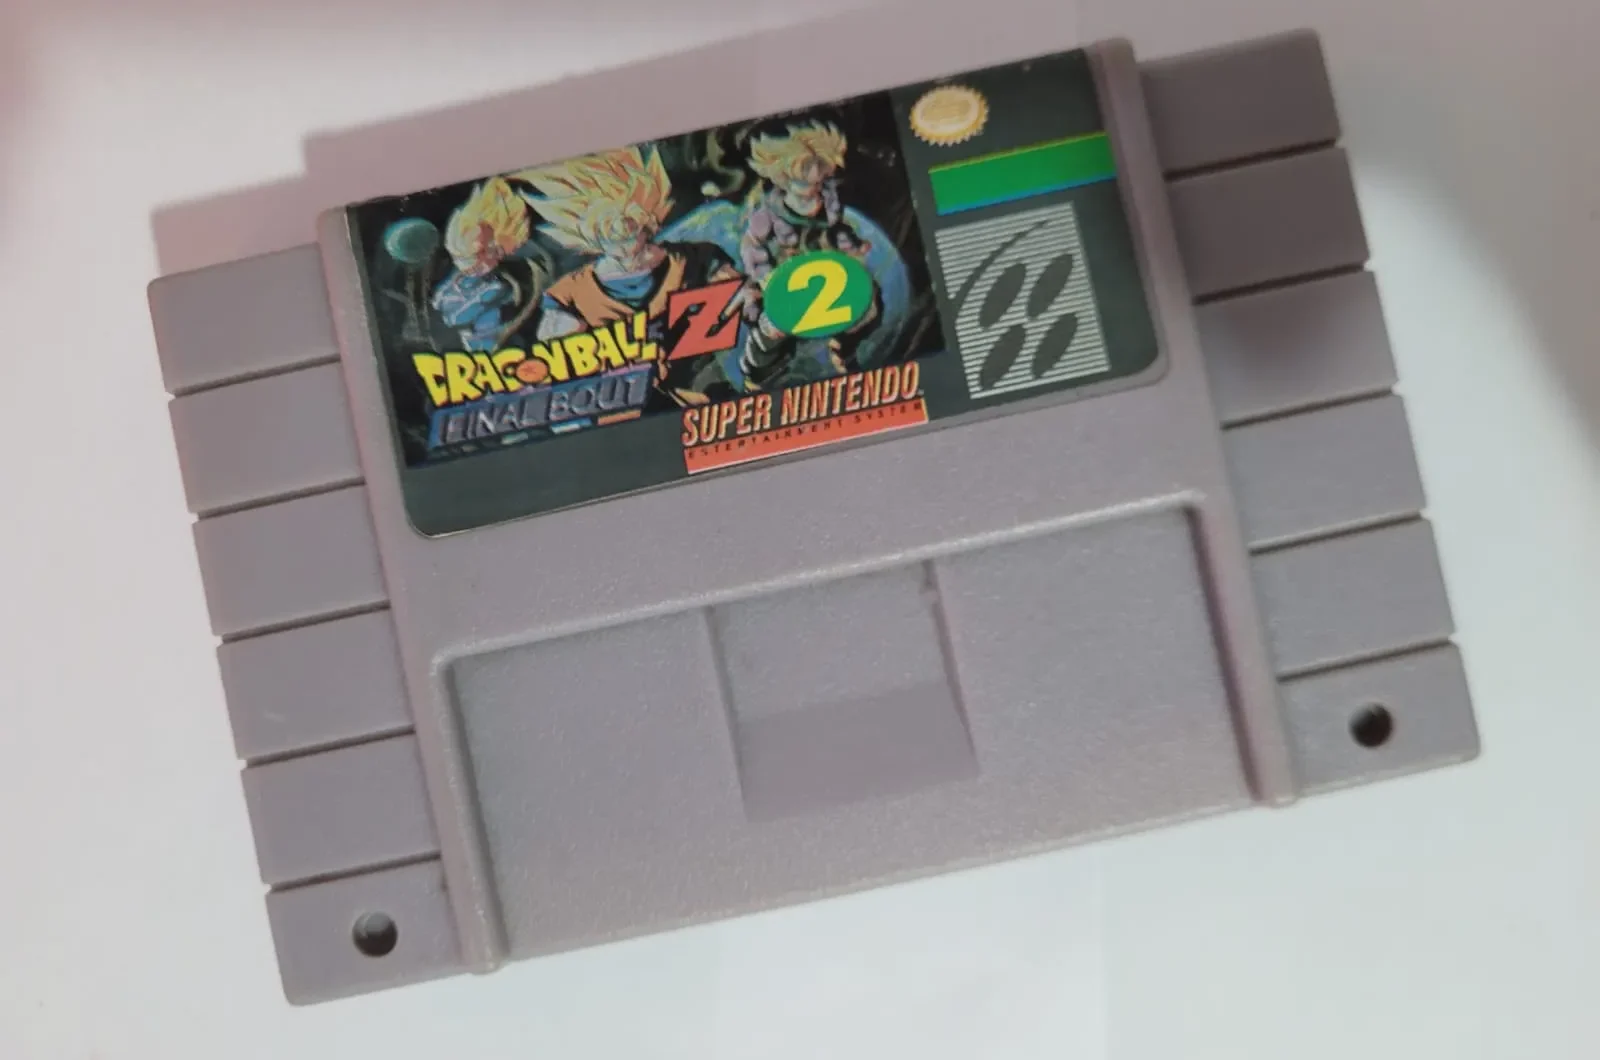 DRAGONBALL Z 2
FINAL BOUT
SUPER NINTENDO
ENTERTAINMENT SYSTEM